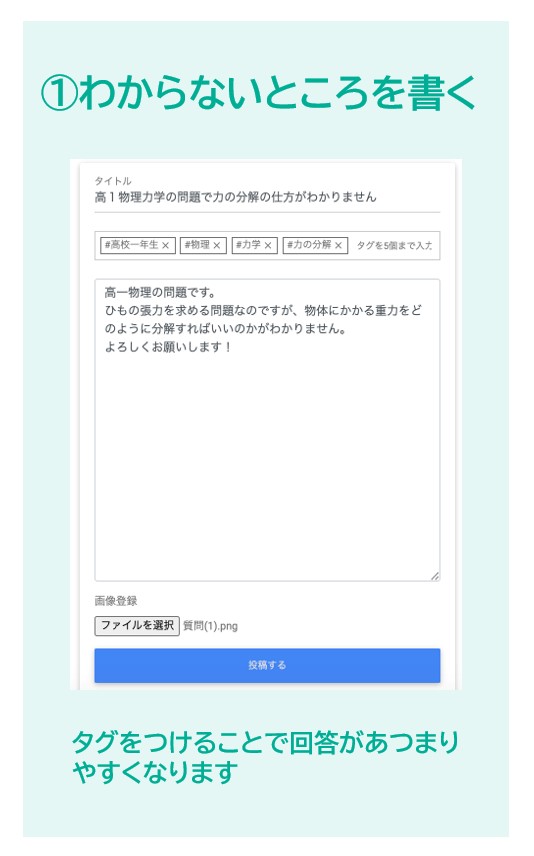 ①わからないところを書く
タイトル
高１物理力学の問題で力の分解の仕方がわかりません
#高校一年生 × #物理 × #力学 × #力の分解 × タグを5個まで入力
高一物理の問題です。
ひもの張力を求める問題なのですが、物体にかかる重力をど
のように分解すればいいのかがわかりません。
よろしくお願いします！
画像登録
ファイルを選択 質問(1).png
投稿する
タグをつけることで回答があつまり
やすくなります